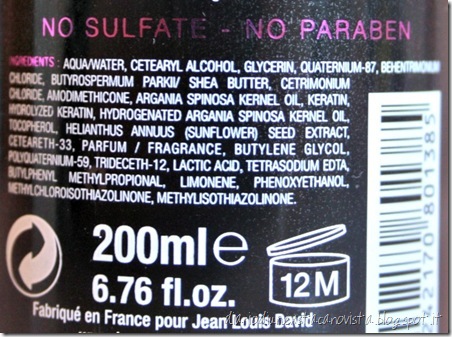 NO SULFATE - NO PARABEN
INGREDIENTS : AQUA/WATER, CETEARYL ALCOHOL, GLYCERIN, QUATERNIUM-87, BEHENTRIMONIUM
CHLORIDE, BUTYROSPERMUM PARKII/ SHEA BUTTER, CETRIMONIUM
CHLORIDE, AMODIMETHICONE, ARGANIA SPINOSA KERNEL OIL, KERATIN,
HYDROLYZED KERATIN, HYDROGENATED ARGANIA SPINOSA KERNEL OIL,
TOCOPHEROL, HELIANTHUS ANNUUS (SUNFLOWER) SEED EXTRACT,
CETEARETH-33, PARFUM / FRAGRANCE, BUTYLENE GLYCOL,
POLYQUATERNIUM-59, TRIDECETH-12, LACTIC ACID, TETRASODIUM EDTA,
BUTYLPHENYL METHYLPROPIONAL, LIMONENE, PHENOXYETHANOL,
METHYLCHLOROISOTHIAZOLINONE, METHYLISOTHIAZOLINONE.
200ml e
6.76 fl.oz.
12 M
Fabriqué en France pour Jean Louis David
2170 801385